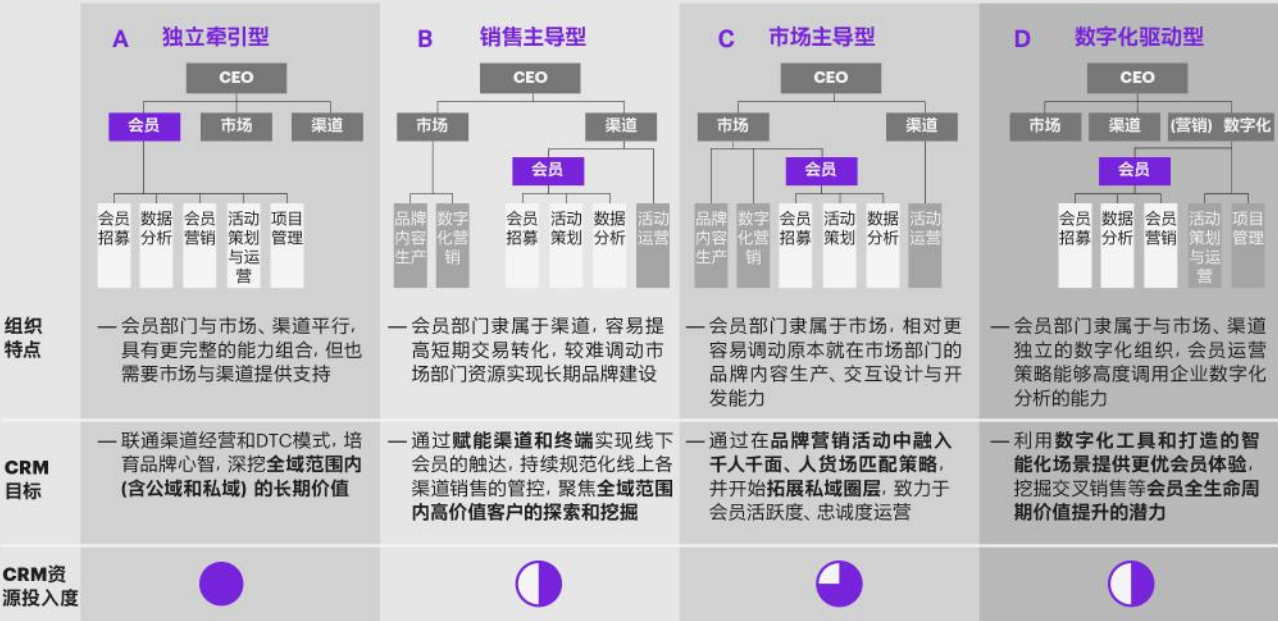 A 独立牵引型
CEO
会员
市场
渠道
会员
招募
数据
分析
会员
营销
活动
策划
与运
营
项目
管理
B 销售主导型
CEO
市场
渠道
会员
品牌
内容
生产
数字
化营
销
会员
招募
活动
策划
数据
分析
活动
运营
C 市场主导型
CEO
市场
渠道
会员
品牌
内容
生产
数字
化营
销
会员
招募
活动
策划
数据
分析
活动
运营
D 数字化驱动型
CEO
市场
渠道
(营销) 数字化
会员
会员
招募
数据
分析
会员
营销
活动
策划
与运
营
项目
管理
组织
特点
— 会员部门与市场、渠道平行,
具有更完整的能力组合, 但也
需要市场与渠道提供支持
— 会员部门隶属于渠道, 容易提
高短期交易转化, 较难调动市
场部门资源实现长期品牌建设
— 会员部门隶属于市场, 相对更
容易调动原本就在市场部门的
品牌内容生产、交互设计与开
发能力
— 会员部门隶属于与市场、渠道
独立的数字化组织, 会员运营
策略能够高度调用企业数字化
分析的能力
CRM
目标
— 联通渠道经营和DTC模式, 培
育品牌心智, 深挖全域范围内
(含公域和私域) 的长期价值
— 通过赋能渠道和终端实现线下
会员的触达, 持续规范化线上各
渠道销售的管控, 聚焦全域范围
内高价值客户的探索和挖掘
— 通过在品牌营销活动中融入
千人千面、人货场匹配策略,
并开始拓展私域圈层, 致力于
会员活跃度、忠诚度运营
— 利用数字化工具和打造的智
能化场景提供更优会员体验,
挖掘交叉销售等会员全生命周
期价值提升的潜力
CRM资
源投入度